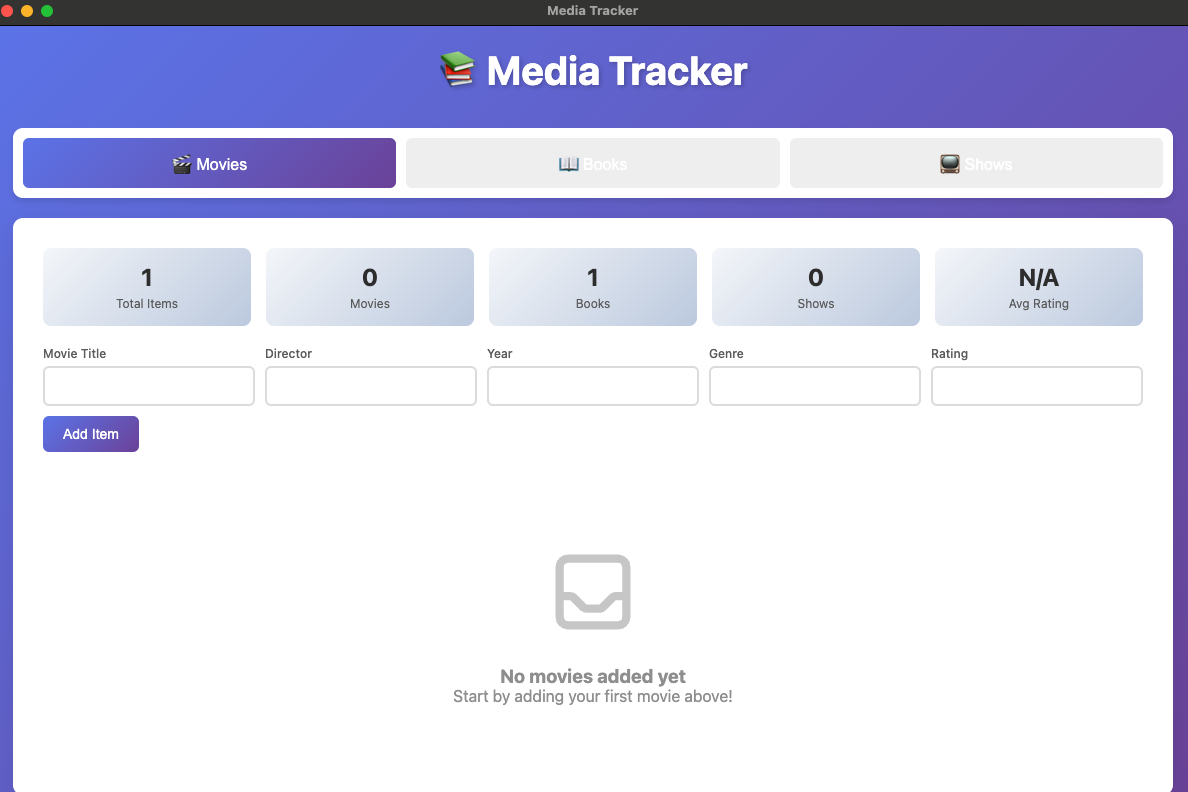 Media Tracker
Media Tracker
Movies
Books
Shows
1
Total Items
0
Movies
1
Books
0
Shows
N/A
Avg Rating
Movie Title
Director
Year
Genre
Rating
Add Item
No movies added yet
Start by adding your first movie above!